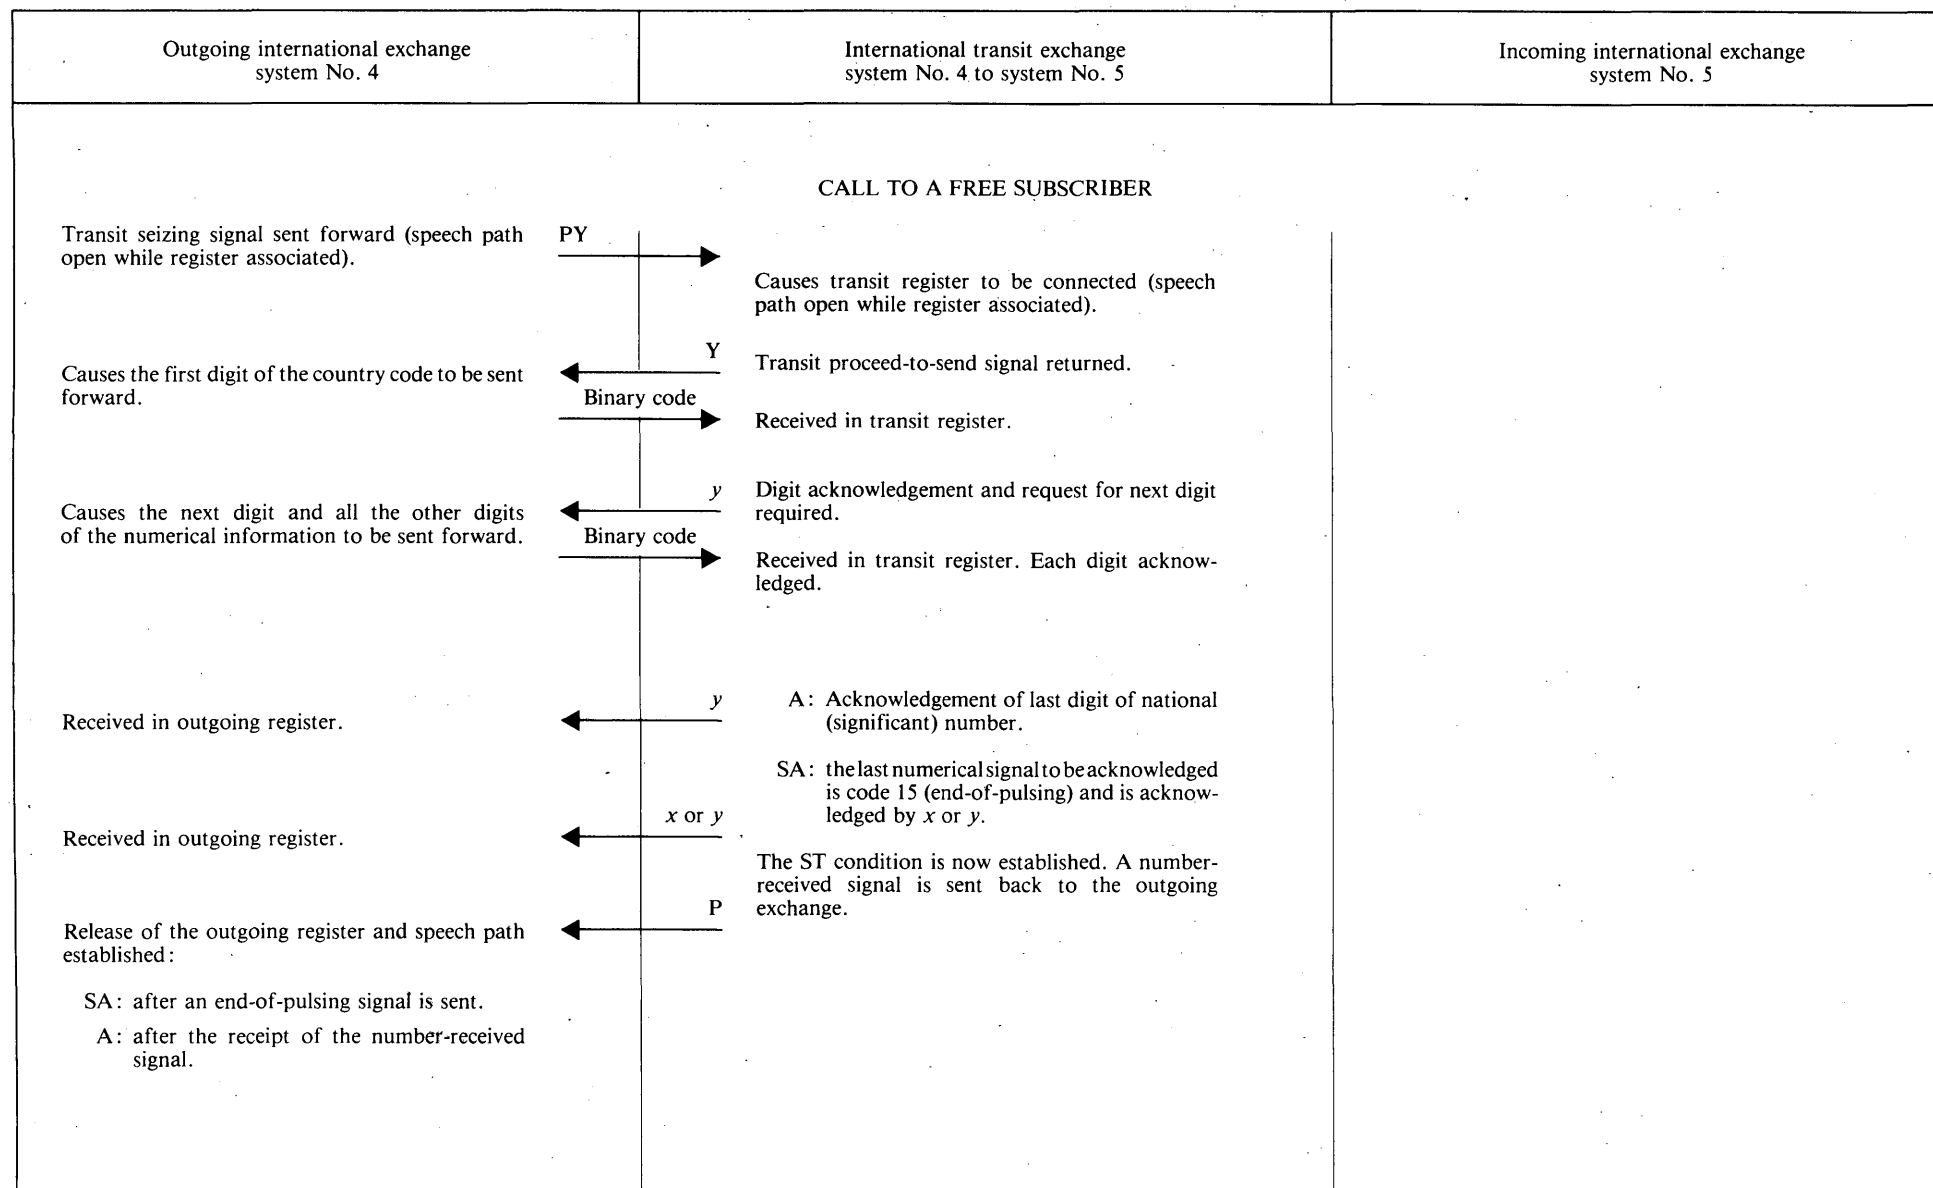 Outgoing international exchange
system No. 4
International transit exchange
system No. 4 to system No. 5
Incoming international exchange
system No. 5
CALL TO A FREE SUBSCRIBER
Transit seizing signal sent forward (speech path
open while register associated).
PY
Causes transit register to be connected (speech
path open while register associated).
Y
Transit proceed-to-send signal returned.
Causes the first digit of the country code to be sent
forward.
Binary code
Received in transit register.
y
Digit acknowledgement and request for next digit
required.
Causes the next digit and all the other digits
of the numerical information to be sent forward.
Binary code
Received in transit register. Each digit acknow-
ledged.
y
A: Acknowledgement of last digit of national
(significant) number.
Received in outgoing register.
SA: the last numerical signal to be acknowledged
is code 15 (end-of-pulsing) and is acknow-
ledged by x or y.
x or y
Received in outgoing register.
The ST condition is now established. A number-
received signal is sent back to the outgoing
exchange.
P
Release of the outgoing register and speech path
established:
SA: after an end-of-pulsing signal is sent.
A: after the receipt of the number-received
signal.